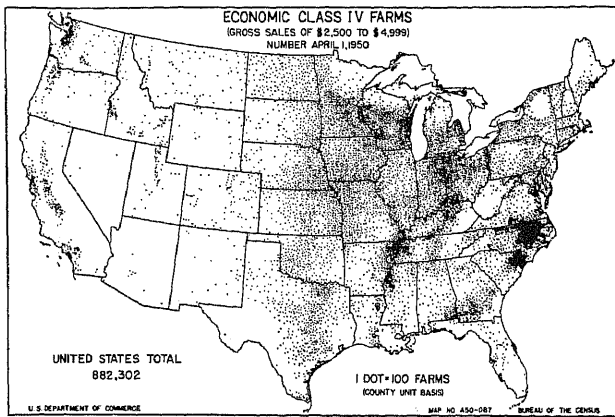 ECONOMIC CLASS IV FARMS
(GROSS SALES OF $2,500 TO $4,999)
NUMBER APRIL 1, 1950
UNITED STATES TOTAL
882,302
1 DOT=100 FARMS
(COUNTY UNIT BASIS)
U. S. DEPARTMENT OF COMMERCE
MAP NO A50-087
BUREAU OF THE CENSUS